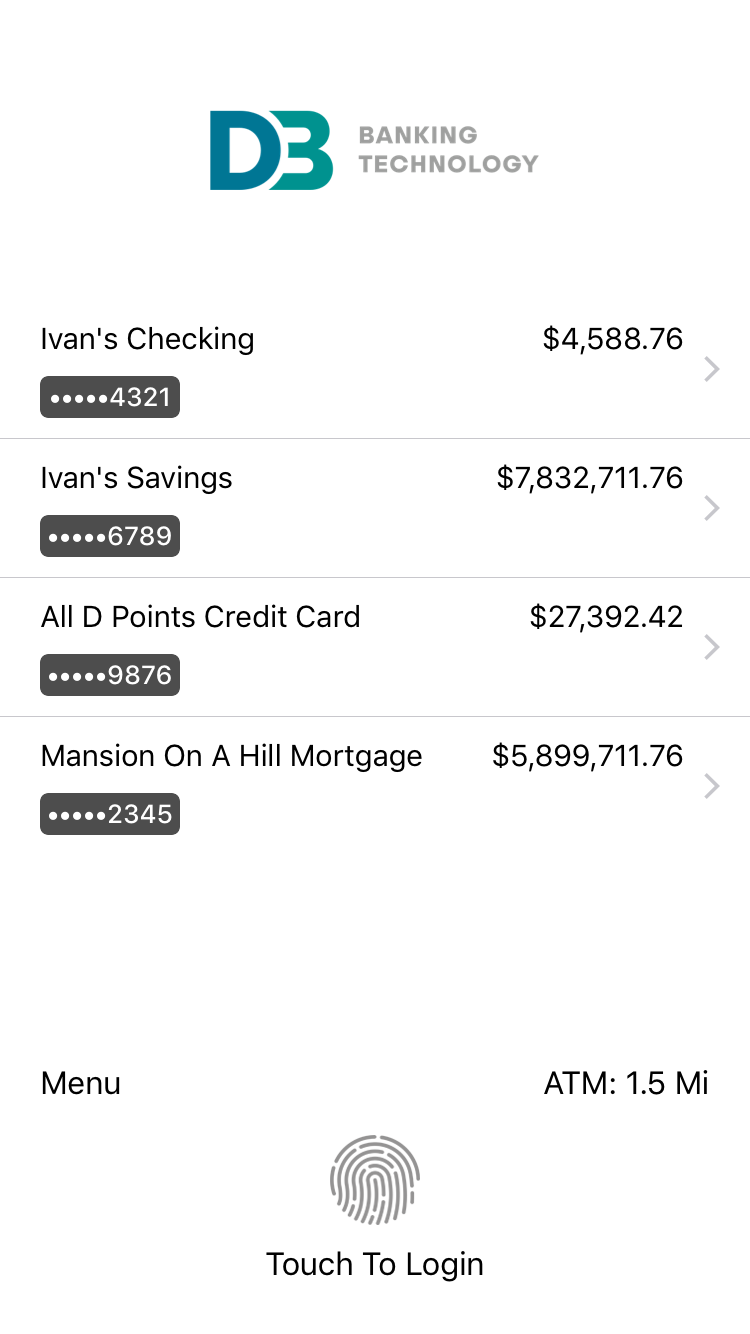 D3 BANKING
TECHNOLOGY
Ivan's Checking $4,588.76
•••••4321
Ivan's Savings $7,832,711.76
•••••6789
All D Points Credit Card $27,392.42
•••••9876
Mansion On A Hill Mortgage $5,899,711.76
•••••2345
Menu ATM: 1.5 Mi
Touch To Login